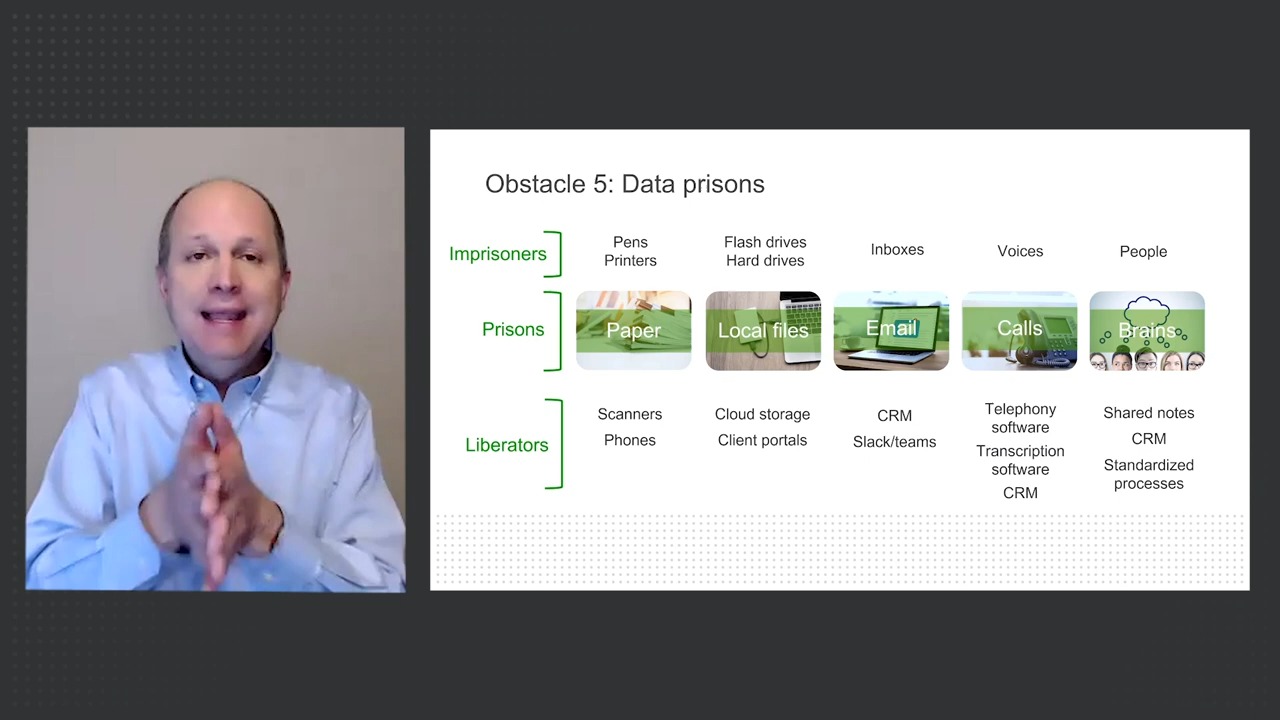 Obstacle 5: Data prisons
Imprisoners
Pens
Printers
Flash drives
Hard drives
Inboxes
Voices
People
Prisons
Paper
Local files
Email
Calls
Brains
Liberators
Scanners
Phones
Cloud storage
Client portals
CRM
Slack/teams
Telephony
software
Transcription
software
CRM
Shared notes
CRM
Standardized
processes